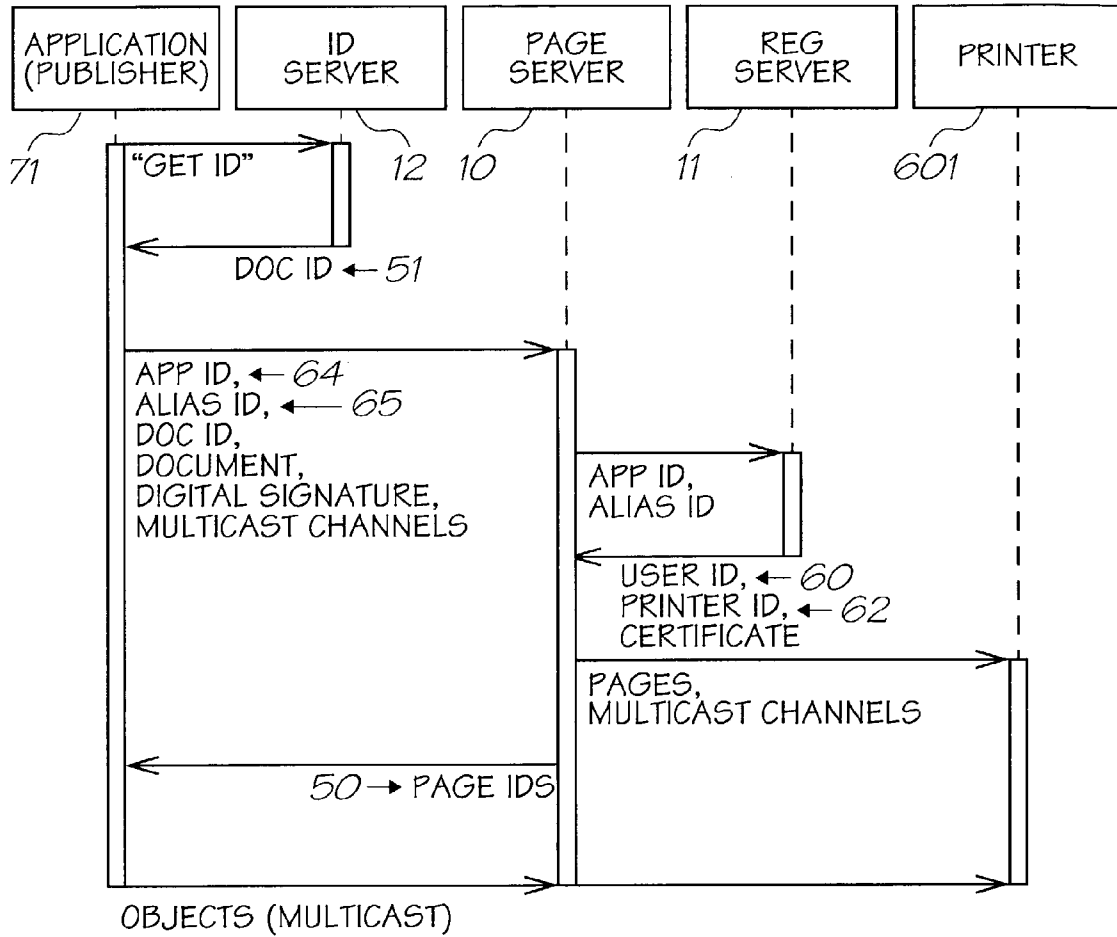 APPLICATION
(PUBLISHER)
ID
SERVER
PAGE
SERVER
REG
SERVER
PRINTER
71
12
10
11
601
"GET ID"
DOC ID ← 51
APP ID, ← 64
ALIAS ID, ← 65
DOC ID,
DOCUMENT,
DIGITAL SIGNATURE,
MULTICAST CHANNELS
APP ID,
ALIAS ID
USER ID, ← 60
PRINTER ID, ← 62
CERTIFICATE
PAGES,
MULTICAST CHANNELS
50 → PAGE IDS
OBJECTS (MULTICAST)